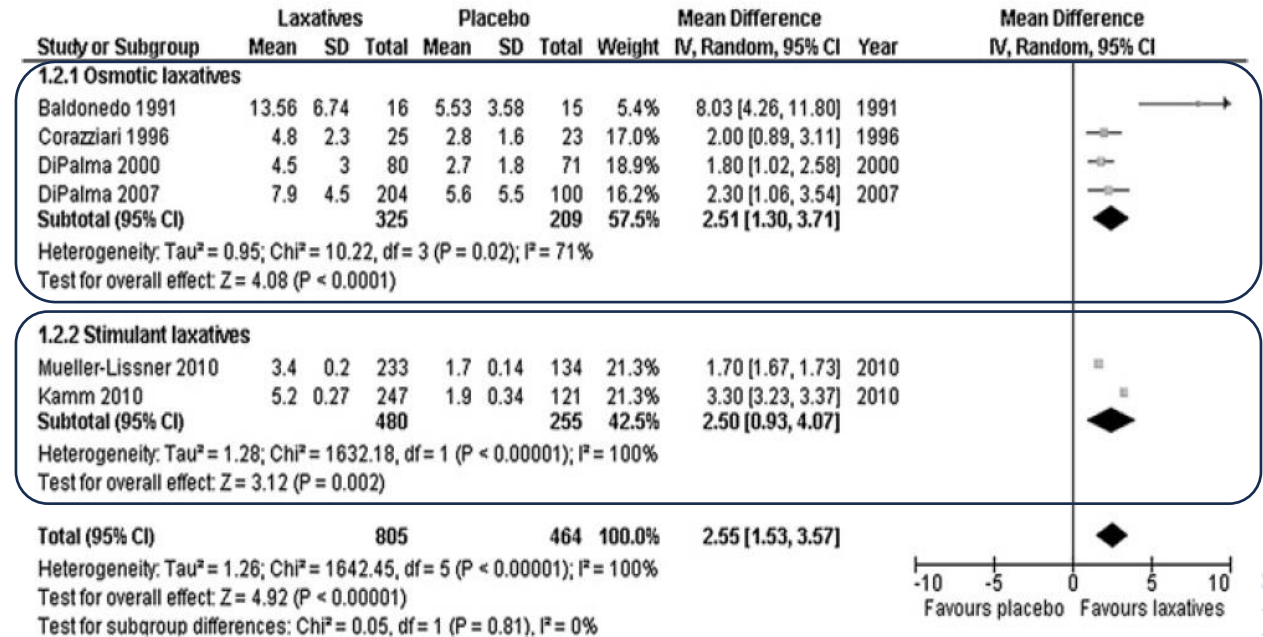 Laxatives Placebo Mean Difference Mean Difference
Study or Subgroup Mean SD Total Mean SD Total Weight IV, Random, 95% CI Year IV, Random, 95% CI
1.2.1 Osmotic laxatives
Baldonedo 1991 13.56 6.74 16 5.53 3.58 15 5.4% 8.03 [4.26, 11.80] 1991
Corazziari 1996 4.8 2.3 25 2.8 1.6 23 17.0% 2.00 [0.89, 3.11] 1996
DiPalma 2000 4.5 3 80 2.7 1.8 71 18.9% 1.80 [1.02, 2.58] 2000
DiPalma 2007 7.9 4.5 204 5.6 5.5 100 16.2% 2.30 [1.06, 3.54] 2007
Subtotal (95% CI) 325 209 57.5% 2.51 [1.30, 3.71]
Heterogeneity: Tau² = 0.95; Chi² = 10.22, df = 3 (P = 0.02); I² = 71%
Test for overall effect: Z = 4.08 (P < 0.0001)
1.2.2 Stimulant laxatives
Mueller-Lissner 2010 3.4 0.2 233 1.7 0.14 134 21.3% 1.70 [1.67, 1.73] 2010
Kamm 2010 5.2 0.27 247 1.9 0.34 121 21.3% 3.30 [3.23, 3.37] 2010
Subtotal (95% CI) 480 255 42.5% 2.50 [0.93, 4.07]
Heterogeneity: Tau² = 1.28; Chi² = 1632.18, df = 1 (P < 0.00001); I² = 100%
Test for overall effect: Z = 3.12 (P = 0.002)
Total (95% CI) 805 464 100.0% 2.55 [1.53, 3.57]
Heterogeneity: Tau² = 1.26; Chi² = 1642.45, df = 5 (P < 0.00001); I² = 100%
Test for overall effect: Z = 4.92 (P < 0.00001)
Test for subgroup differences: Chi² = 0.05, df = 1 (P = 0.81), I² = 0%
-10 -5 0 5 10
Favours placebo Favours laxatives